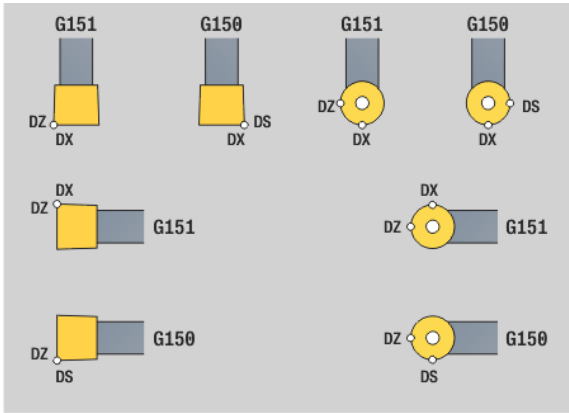 G151 G150 G151 G150
DZ DS DZ DS
DX DX DX DX
DX DX
DZ G151 DZ G151
DZ G150 DZ G150
DS DS